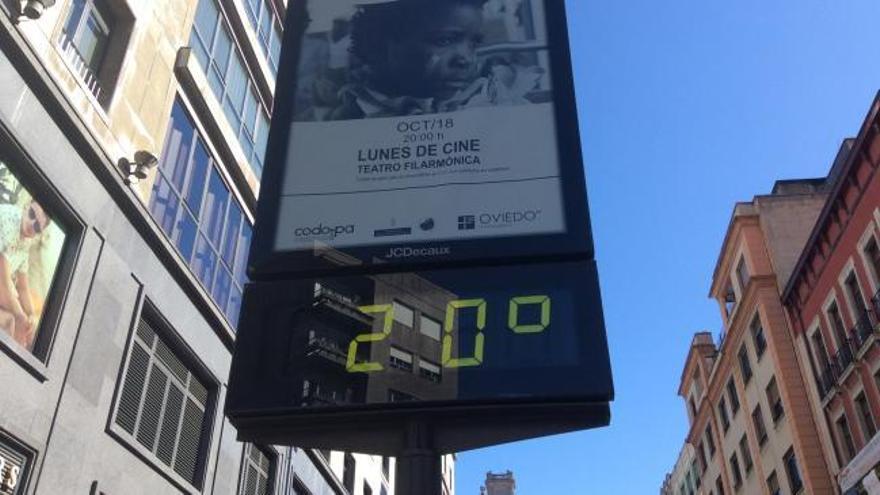 OCT/18
20:00 h
LUNES DE CINE
TEATRO FILARMÓNICA
codopa
OVIEDO
JCDecaux
20°